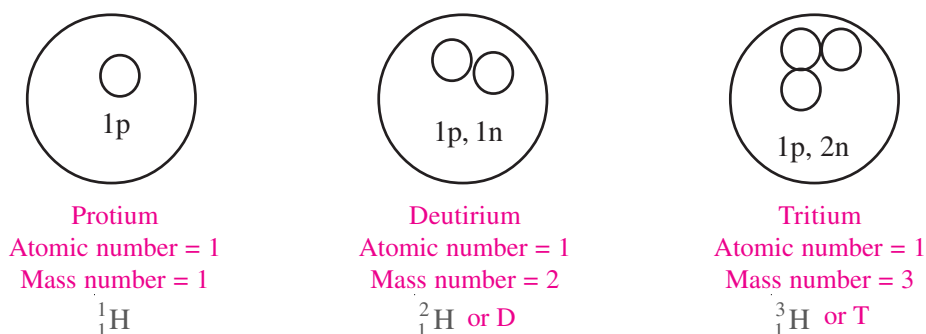 1p
1p, 1n
1p, 2n
Protium
Deutirium
Tritium
Atomic number = 1
Atomic number = 1
Atomic number = 1
Mass number = 1
Mass number = 2
Mass number = 3
¹₁H
²₁H or D
³₁H or T